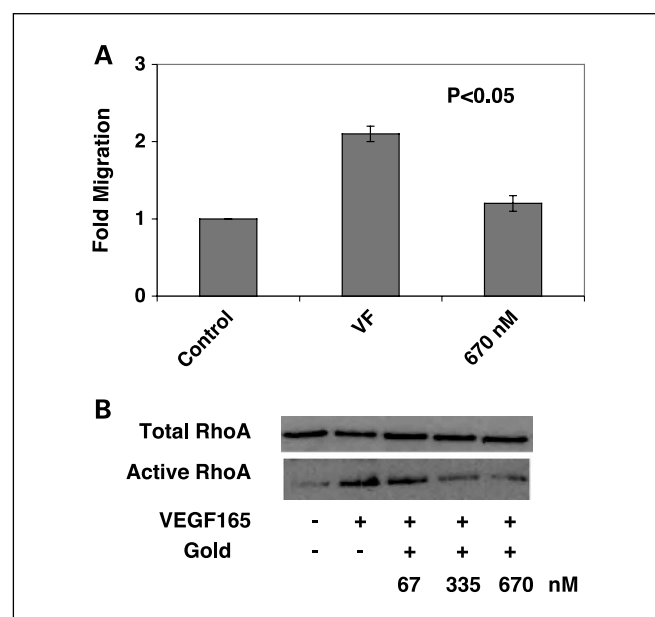 A
3
P<0.05
2
1
0
Fold Migration
Control
VF
670 nM
B
Total RhoA
Active RhoA
VEGF165 - + + + +
Gold - - + + +
67 335 670 nM